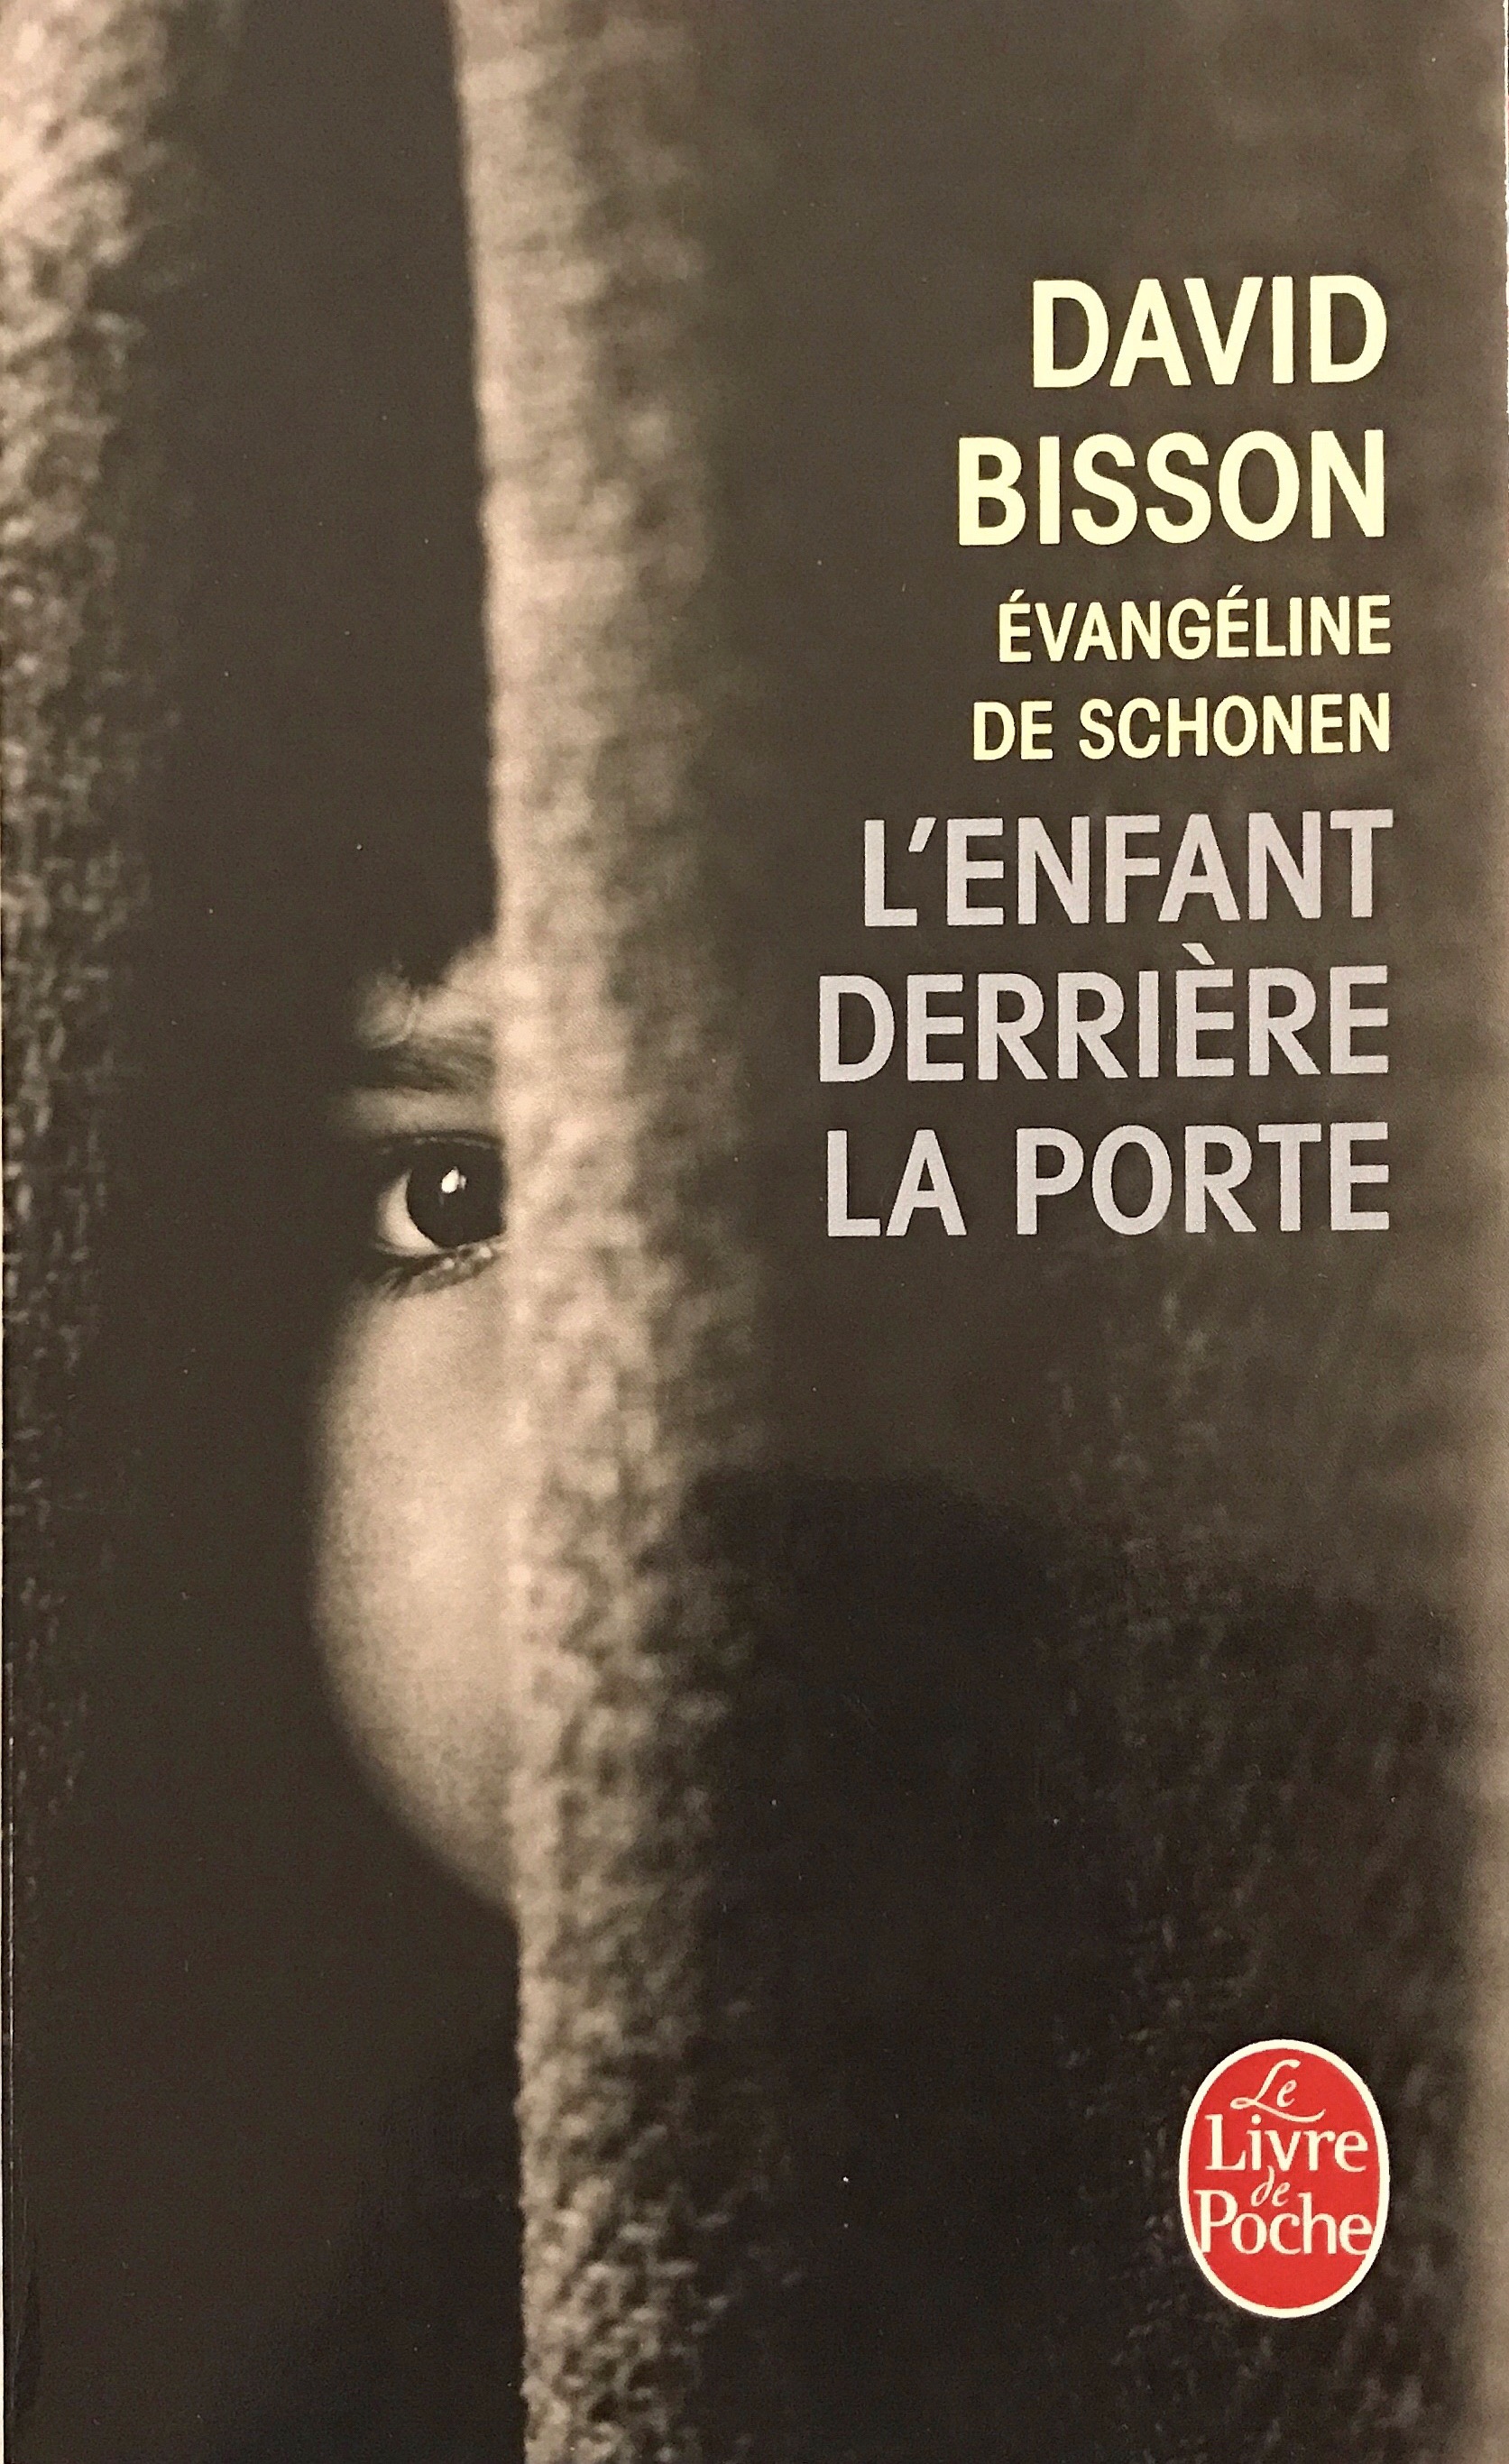 DAVID
BISSON
ÉVANGÉLINE
DE SCHONEN
L'ENFANT
DERRIÈRE
LA PORTE
Le
Livre
de
Poche